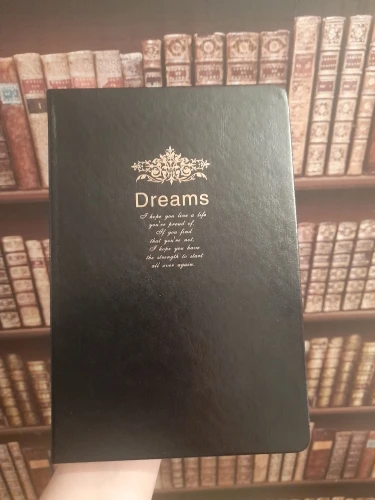 Dreams
I hope you live a life
you're proud of.
If you find
that you're not,
I hope you have
the strength to start
all over again.